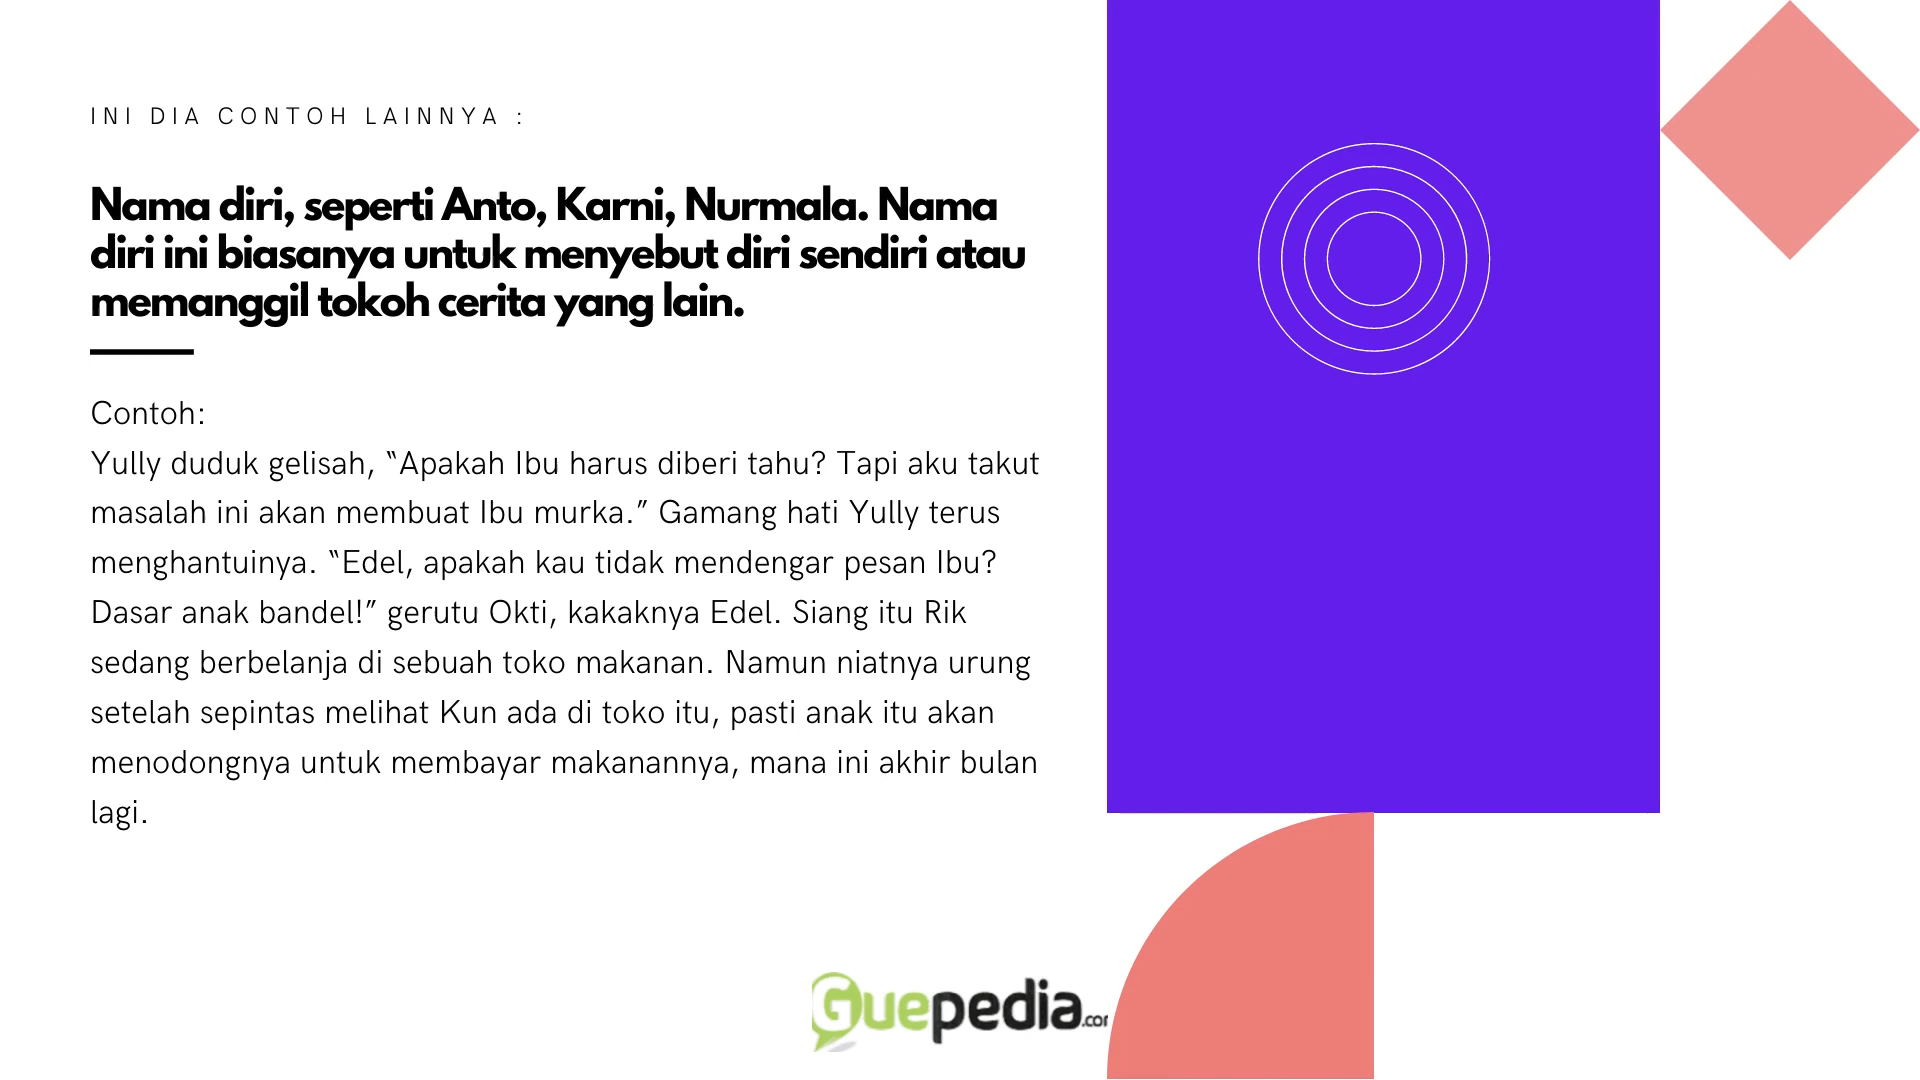 INI DIA CONTOH LAINNYA :
Nama diri, seperti Anto, Karni, Nurmala. Nama
diri ini biasanya untuk menyebut diri sendiri atau
memanggil tokoh cerita yang lain.
Contoh:
Yully duduk gelisah, “Apakah Ibu harus diberi tahu? Tapi aku takut
masalah ini akan membuat Ibu murka.” Gamang hati Yully terus
menghantuinya. “Edel, apakah kau tidak mendengar pesan Ibu?
Dasar anak bandel!” gerutu Okti, kakaknya Edel. Siang itu Rik
sedang berbelanja di sebuah toko makanan. Namun niatnya urung
setelah sepintas melihat Kun ada di toko itu, pasti anak itu akan
menodongnya untuk membayar makanannya, mana ini akhir bulan
lagi.
Guepedia.com